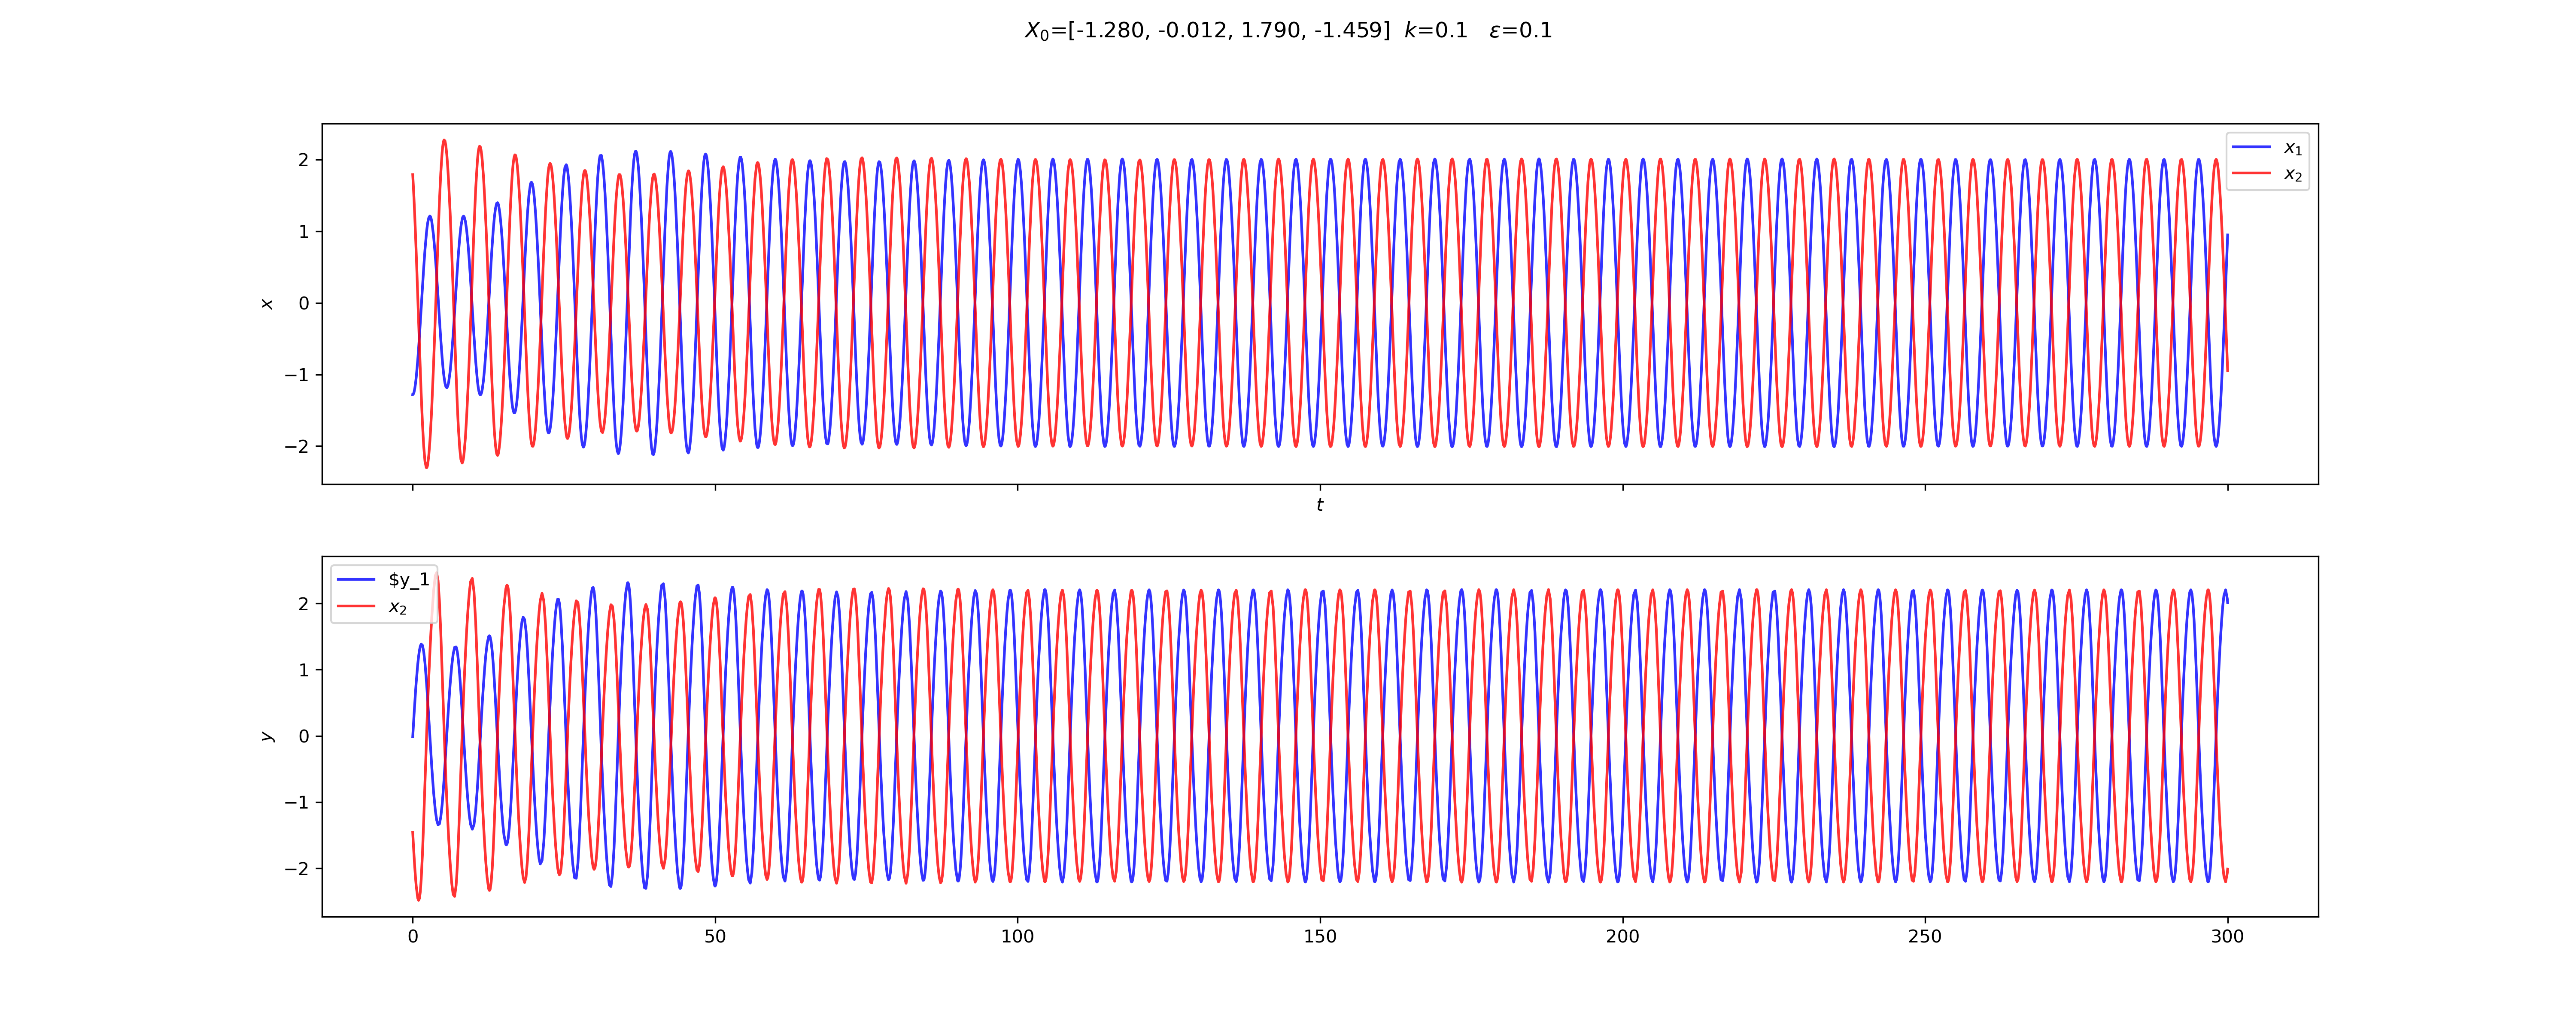 X₀=[-1.280, -0.012, 1.790, -1.459] k=0.1 ε=0.1
2
1
0
−1
−2
x
x₁
x₂
t
2
1
0
−1
−2
y
$y_1
x₂
0 50 100 150 200 250 300